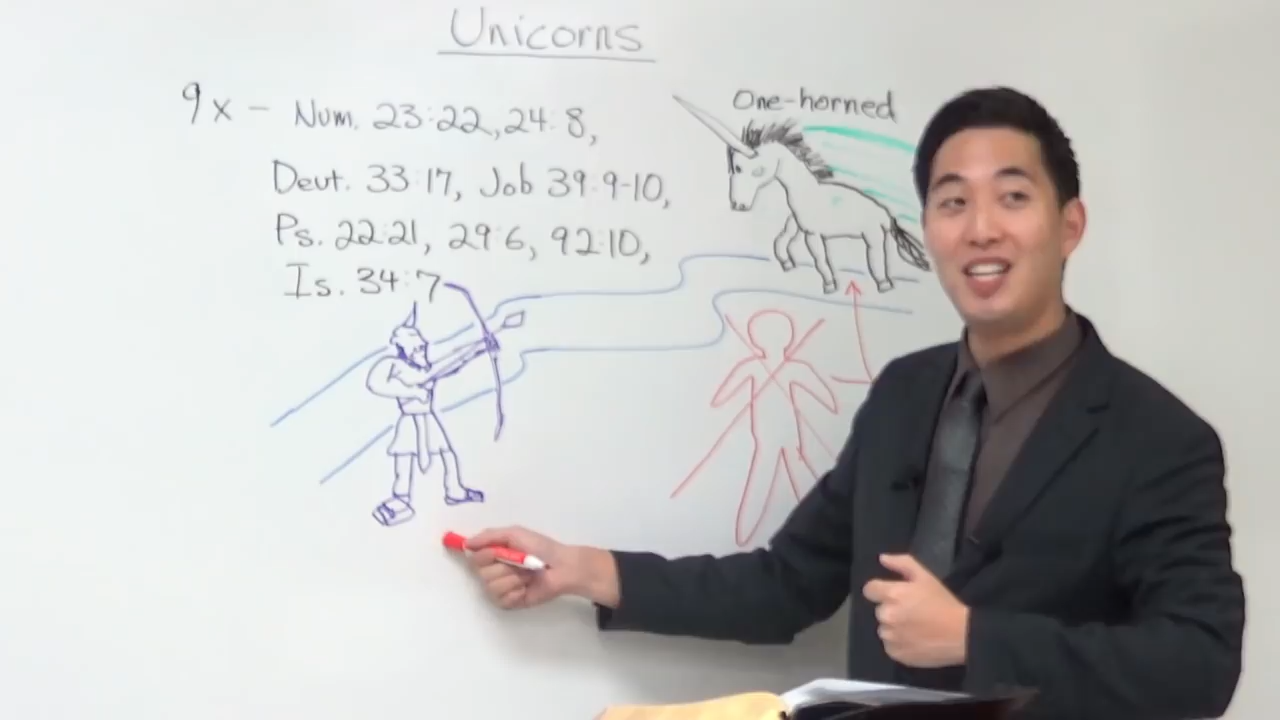 Unicorns
9x - Num. 23:22, 24:8,
One-horned
Deut. 33:17, Job 39:9-10,
Ps. 22:21, 29:6, 92:10,
Is. 34:7